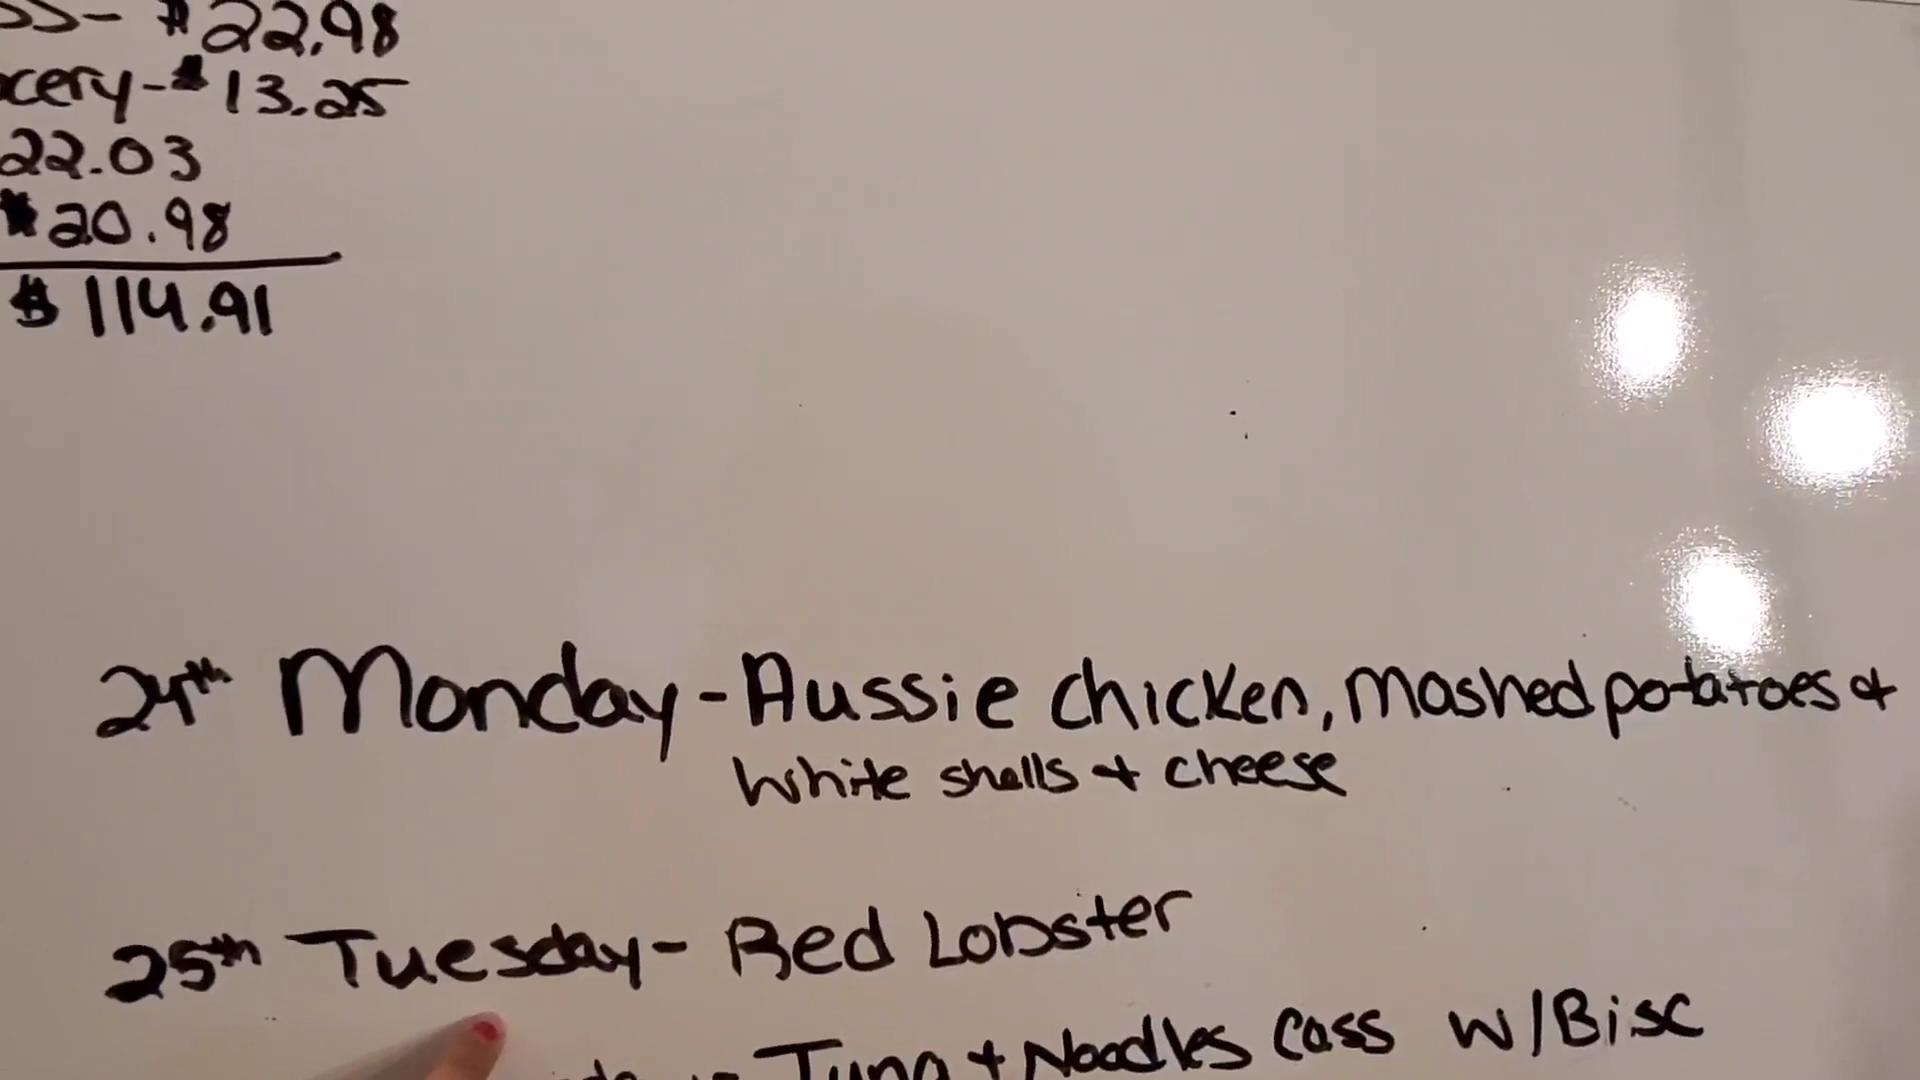 $22.98
$13.25
22.03
$20.98
$114.91
24th Monday - Aussie chicken, mashed potatoes &
white shells & cheese
25th Tuesday - Red Lobster
Tuna & Noodles Cass w/Bisc